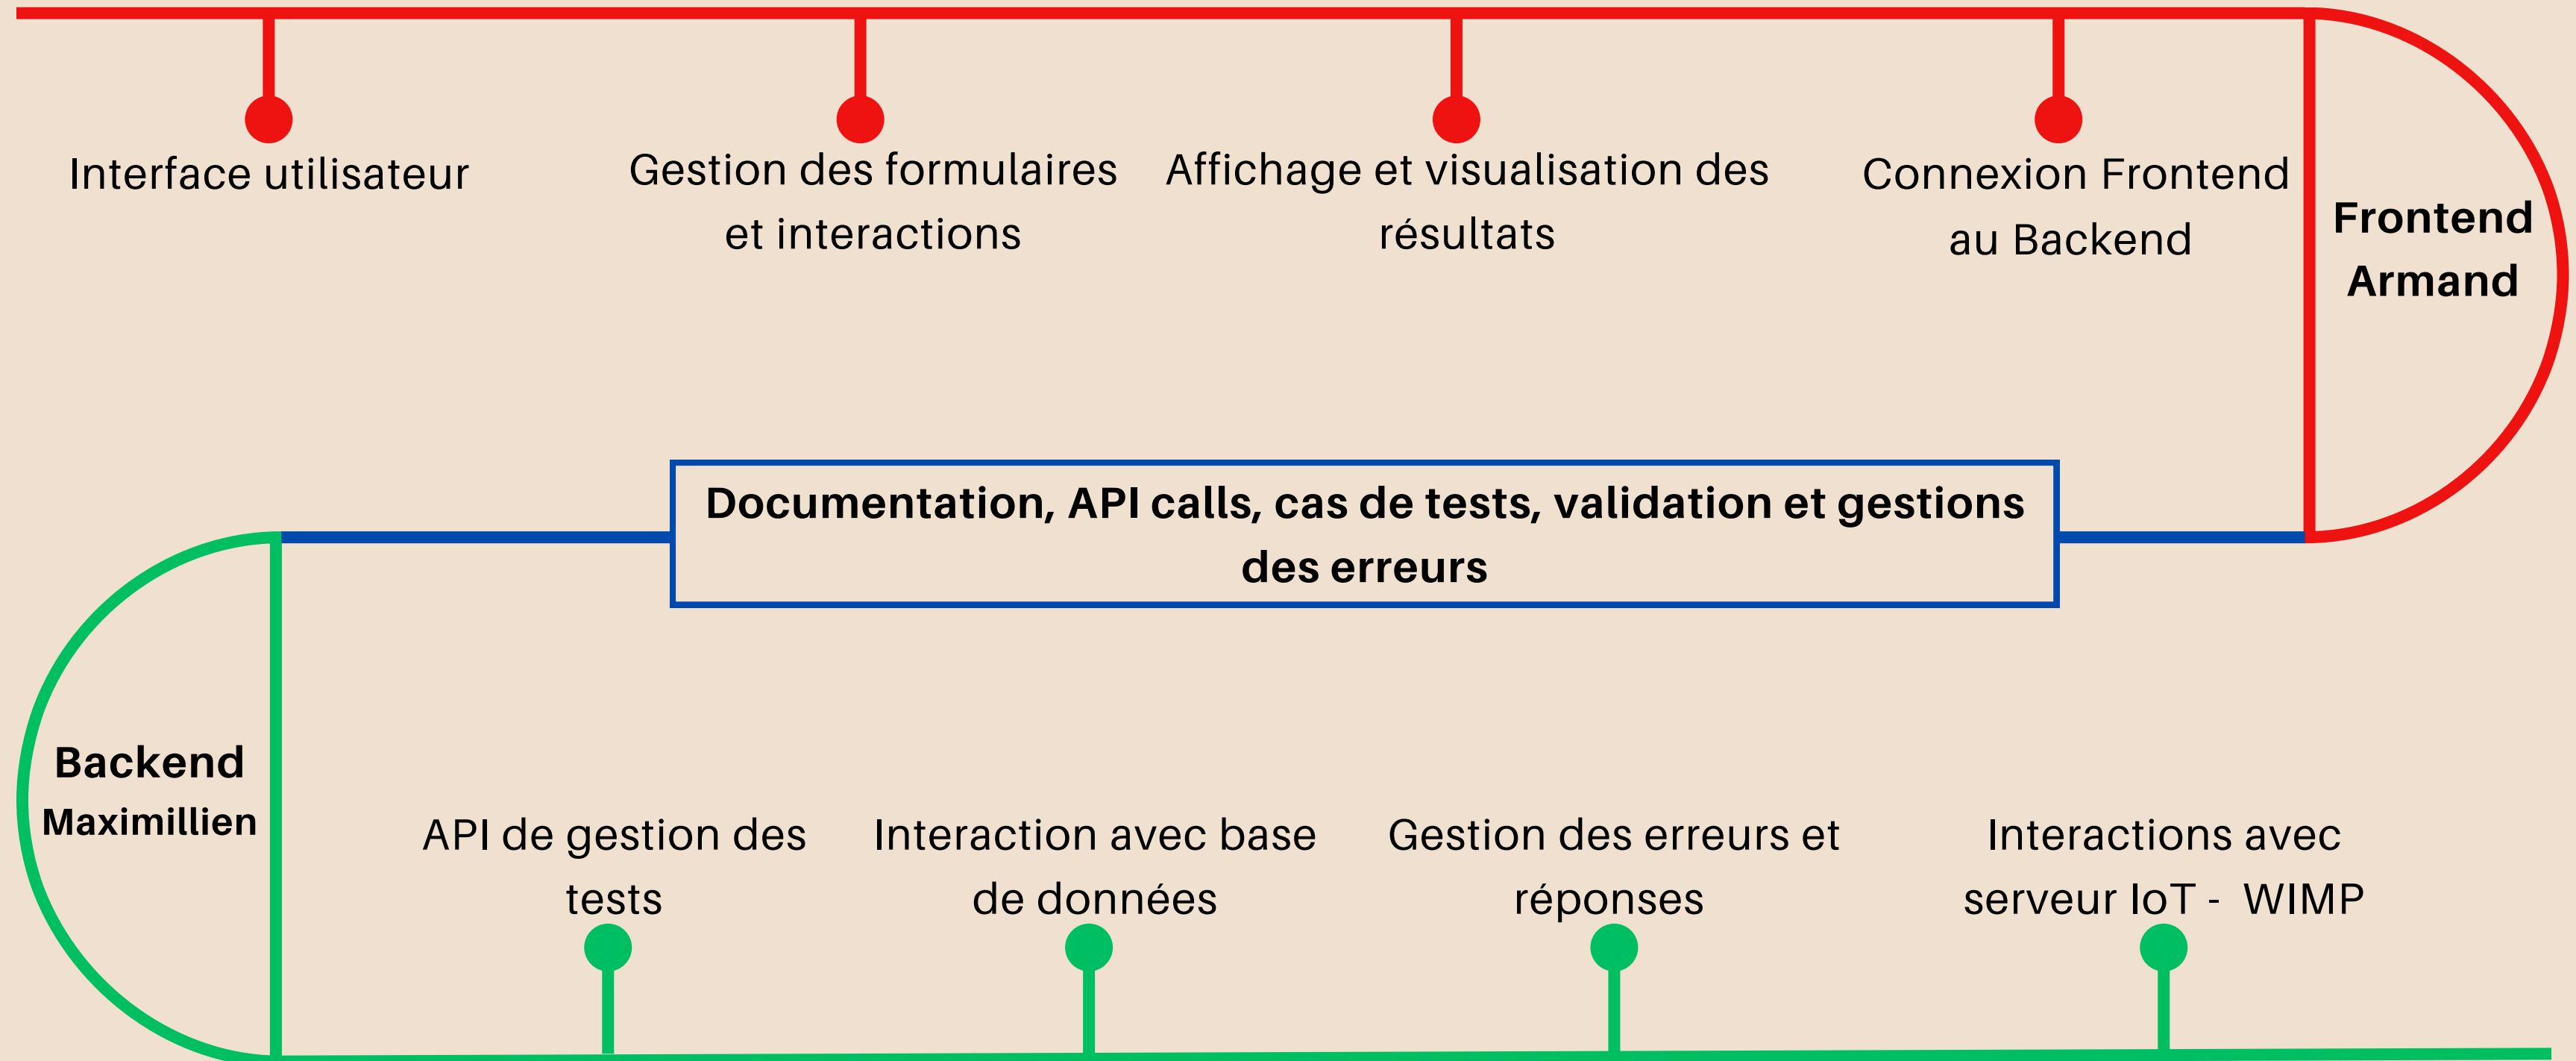 Interface utilisateur
Gestion des formulaires
et interactions
Affichage et visualisation des
résultats
Connexion Frontend
au Backend
Frontend
Armand
Documentation, API calls, cas de tests, validation et gestions
des erreurs
Backend
Maximillien
API de gestion des
tests
Interaction avec base
de données
Gestion des erreurs et
réponses
Interactions avec
serveur IoT - WIMP